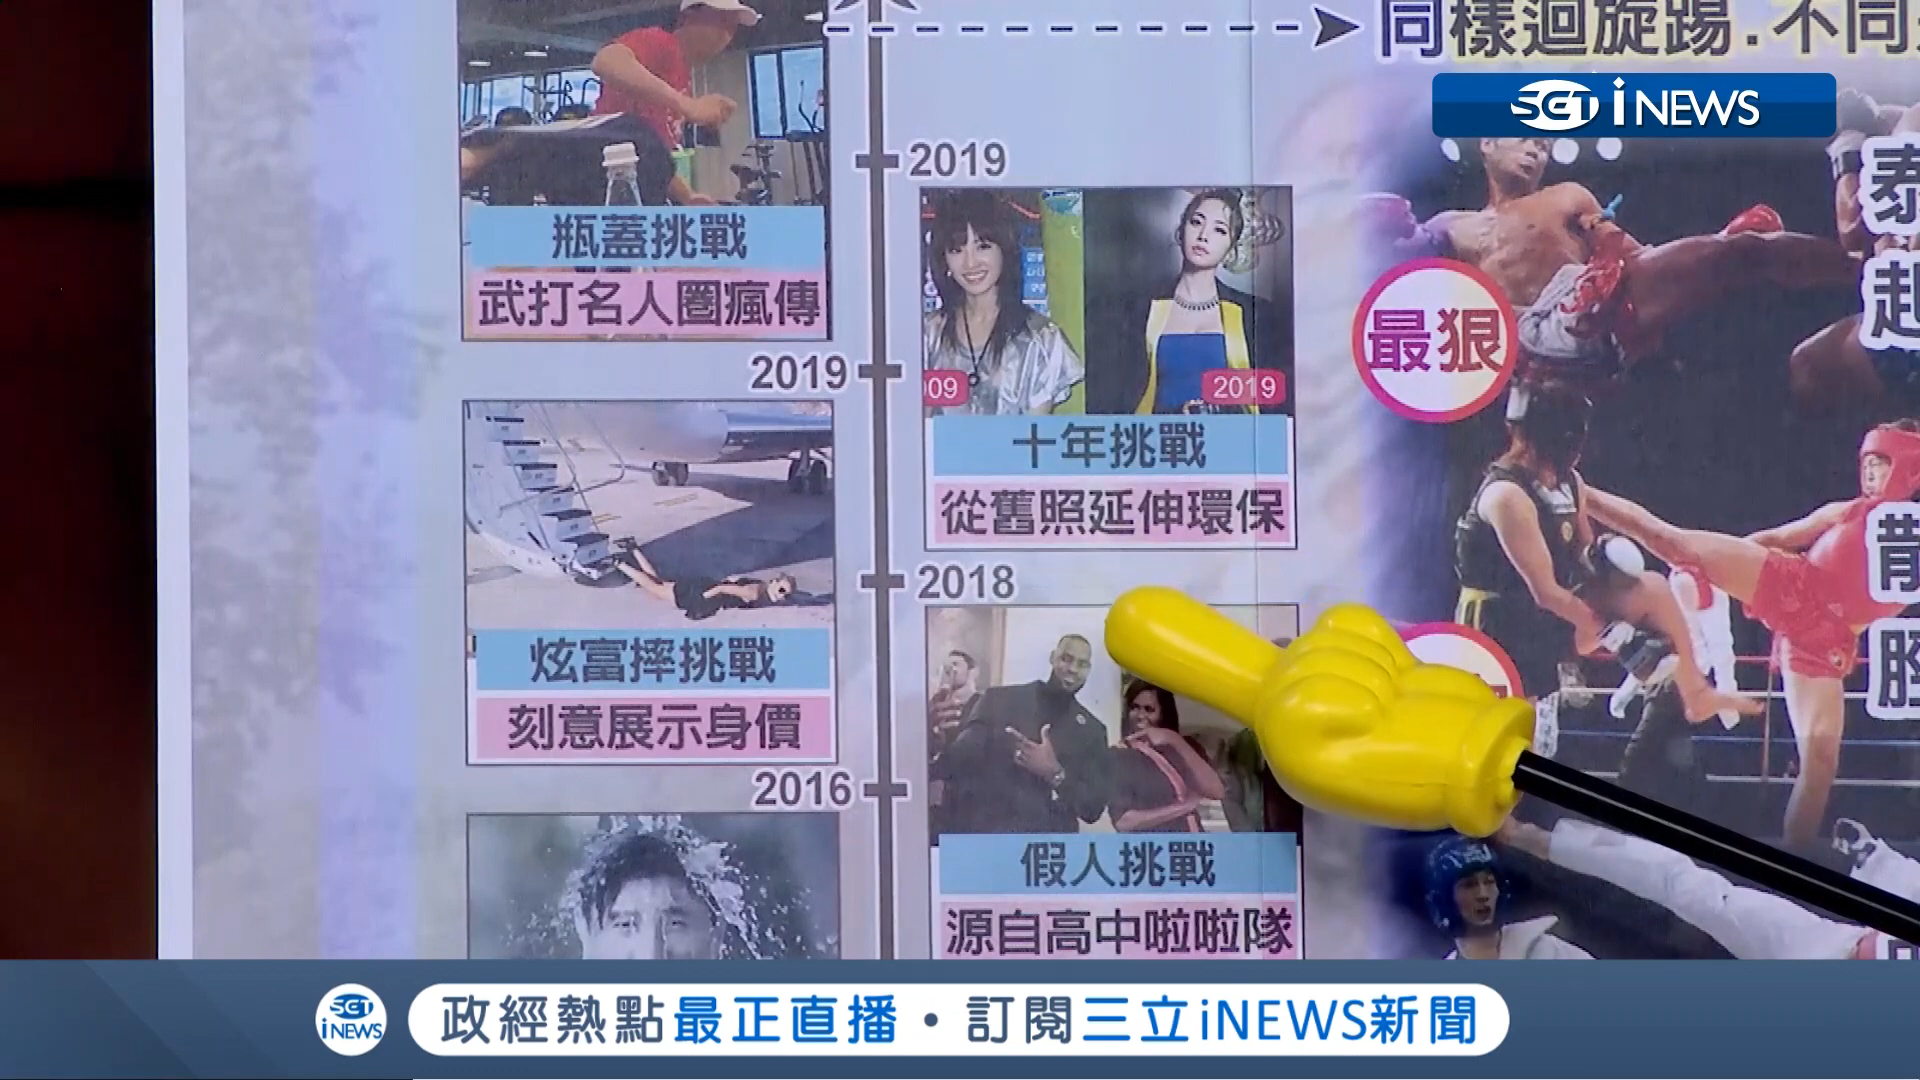 同樣迴旋踢.不同
SET iNEWS
2019
瓶蓋挑戰
武打名人圈瘋傳
09
2019
十年挑戰
從舊照延伸環保
2019
炫富摔挑戰
刻意展示身價
2018
假人挑戰
源自高中啦啦隊
2016
最狠
泰
起
散
脛
SET iNEWS
政經熱點最正直播・訂閱三立iNEWS新聞